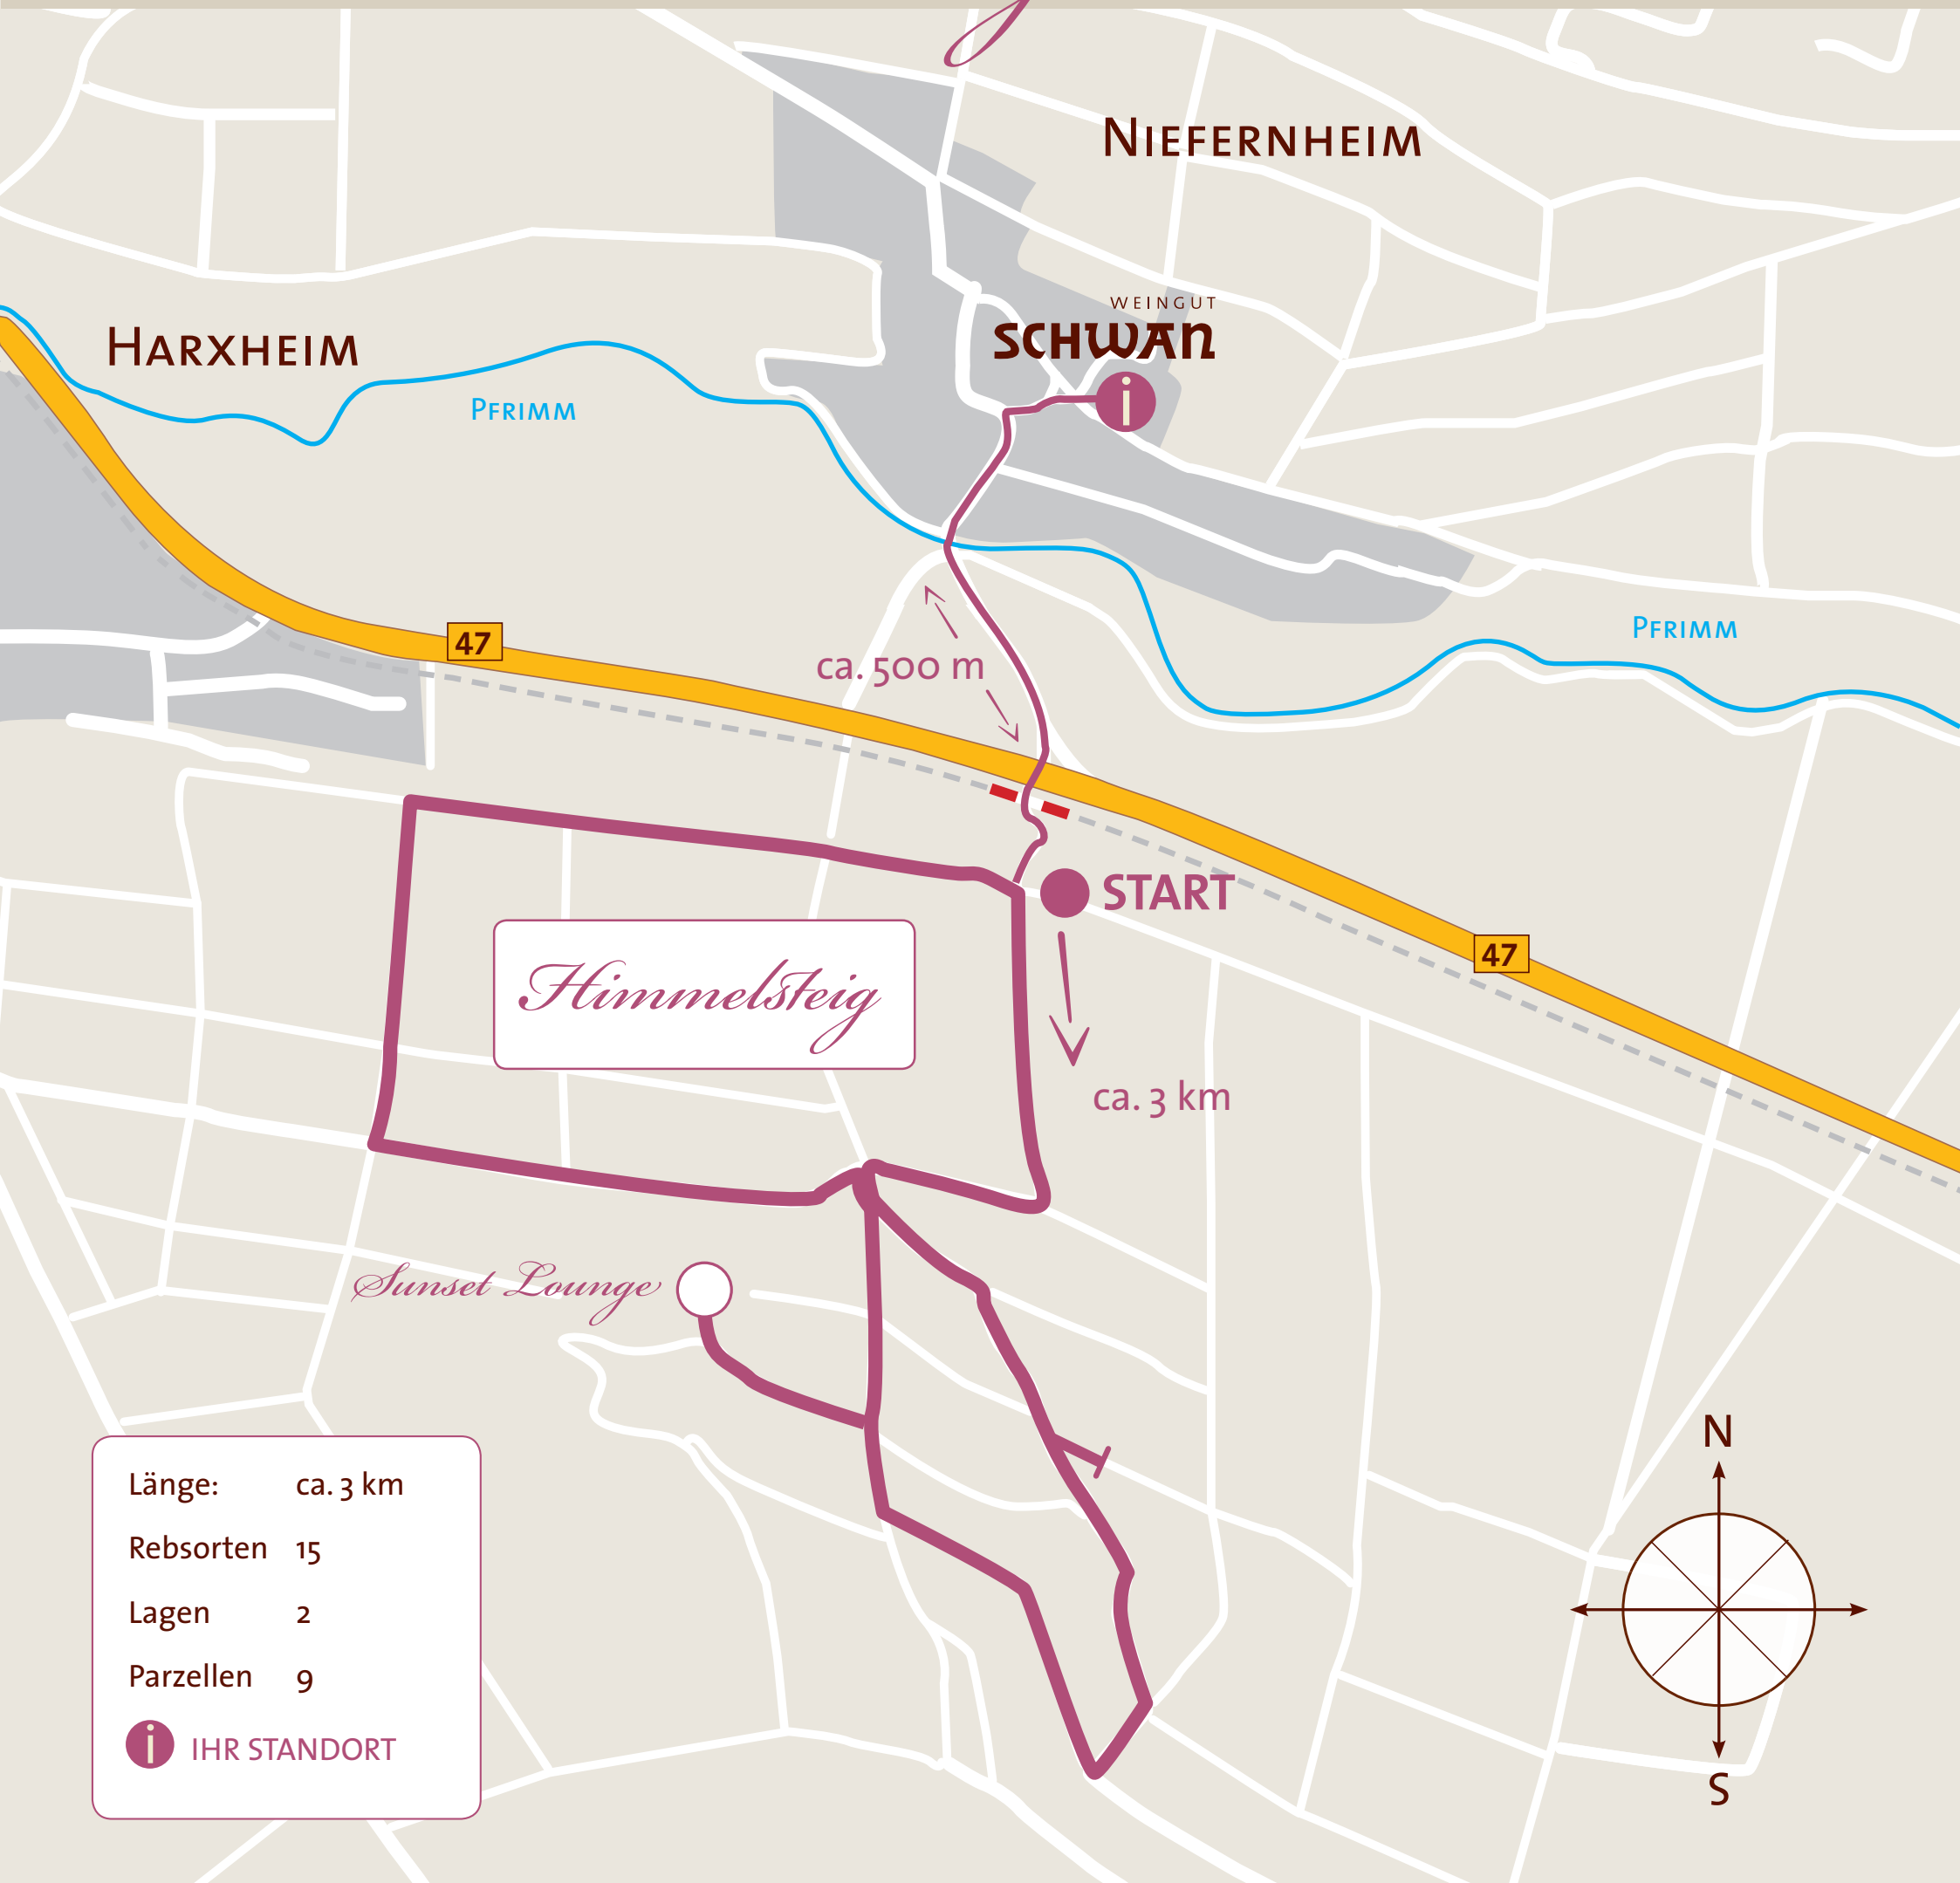 NIEFERNHEIM
WEINGUT
SCHWAN
i
HARXHEIM
PFRIMM
PFRIMM
47
ca. 500 m
START
47
Himmelsteig
ca. 3 km
Sunset Lounge
Länge: ca. 3 km
Rebsorten 15
Lagen 2
Parzellen 9
i IHR STANDORT
N
S